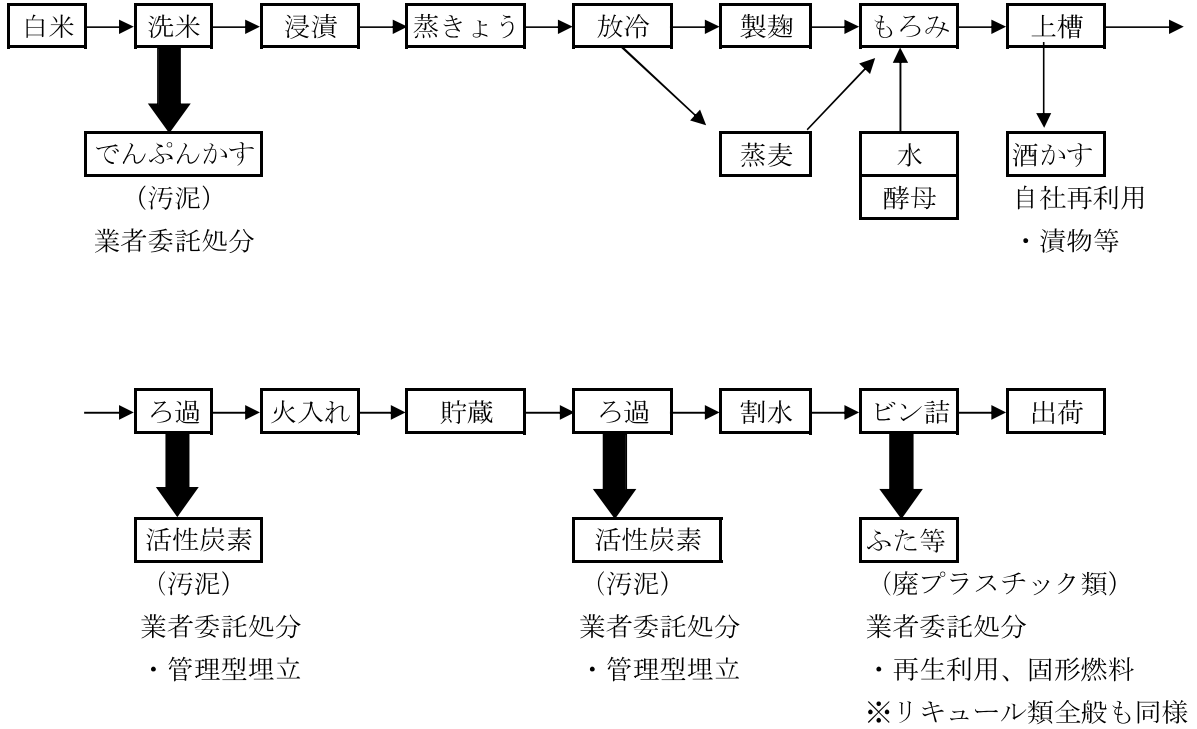 白米
洗米
浸漬
蒸きょう
放冷
製麹
もろみ
上槽
でんぷんかす
(汚泥)
業者委託処分
蒸麦
水
酵母
酒かす
自社再利用
・漬物等
ろ過
火入れ
貯蔵
ろ過
割水
ビン詰
出荷
活性炭素
(汚泥)
業者委託処分
・管理型埋立
活性炭素
(汚泥)
業者委託処分
・管理型埋立
ふた等
(廃プラスチック類)
業者委託処分
・再生利用、固形燃料
※リキュール類全般も同様